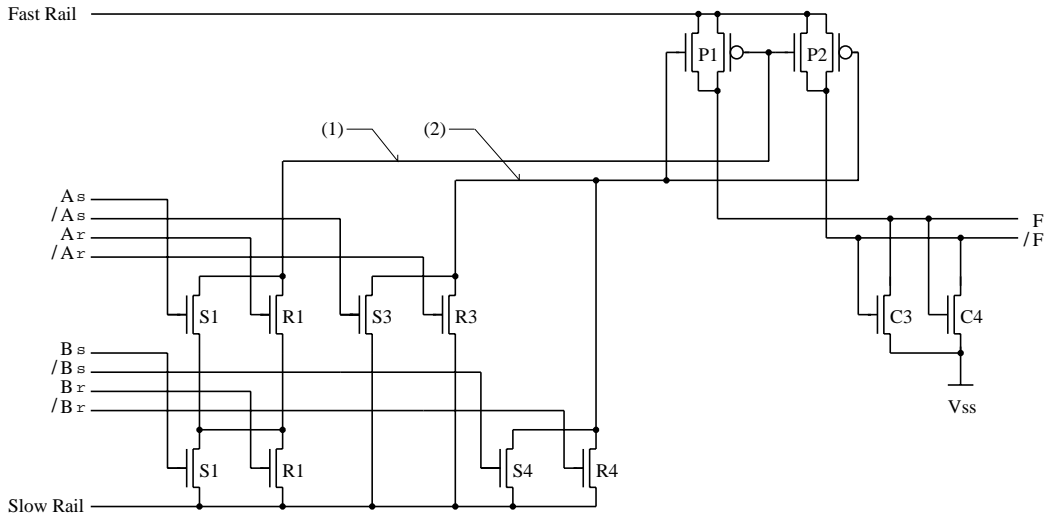 Fast Rail
P1
P2
(1)
(2)
As
/As
Ar
/Ar
F
/F
S1
R1
S3
R3
C3
C4
Bs
/Bs
Br
/Br
Vss
S1
R1
S4
R4
Slow Rail